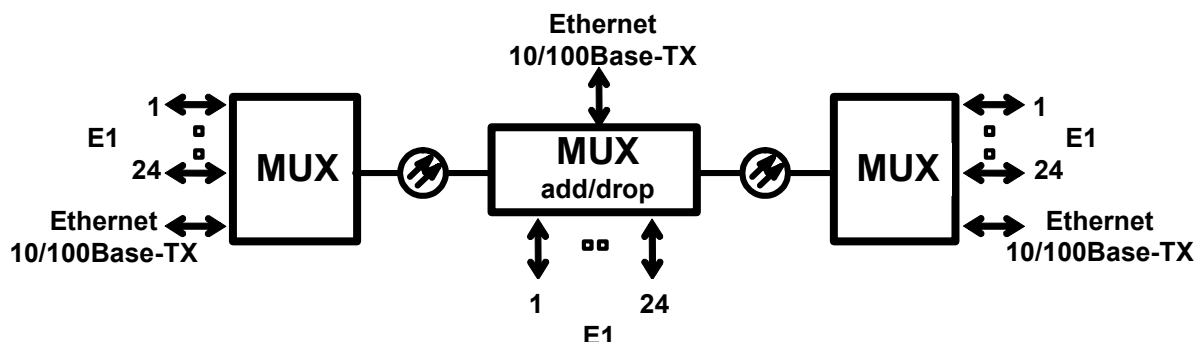 Ethernet
10/100Base-TX
1
E1
24
MUX
Ethernet
10/100Base-TX
MUX
add/drop
1
24
E1
MUX
1
E1
24
Ethernet
10/100Base-TX